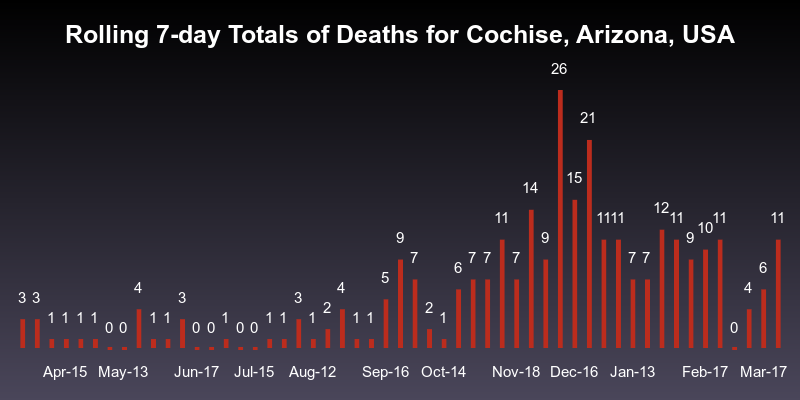 Rolling 7-day Totals of Deaths for Cochise, Arizona, USA
3 3 1 1 1 1 0 0 4 1 1 3 0 0 1 0 0 1 1 3 1 2 4 1 1 5 9 7 2 1 6 7 7 11 7 14 9 26 15 21 11 11 7 7 12 11 9 10 11 0 4 6 11
Apr-15 May-13 Jun-17 Jul-15 Aug-12 Sep-16 Oct-14 Nov-18 Dec-16 Jan-13 Feb-17 Mar-17